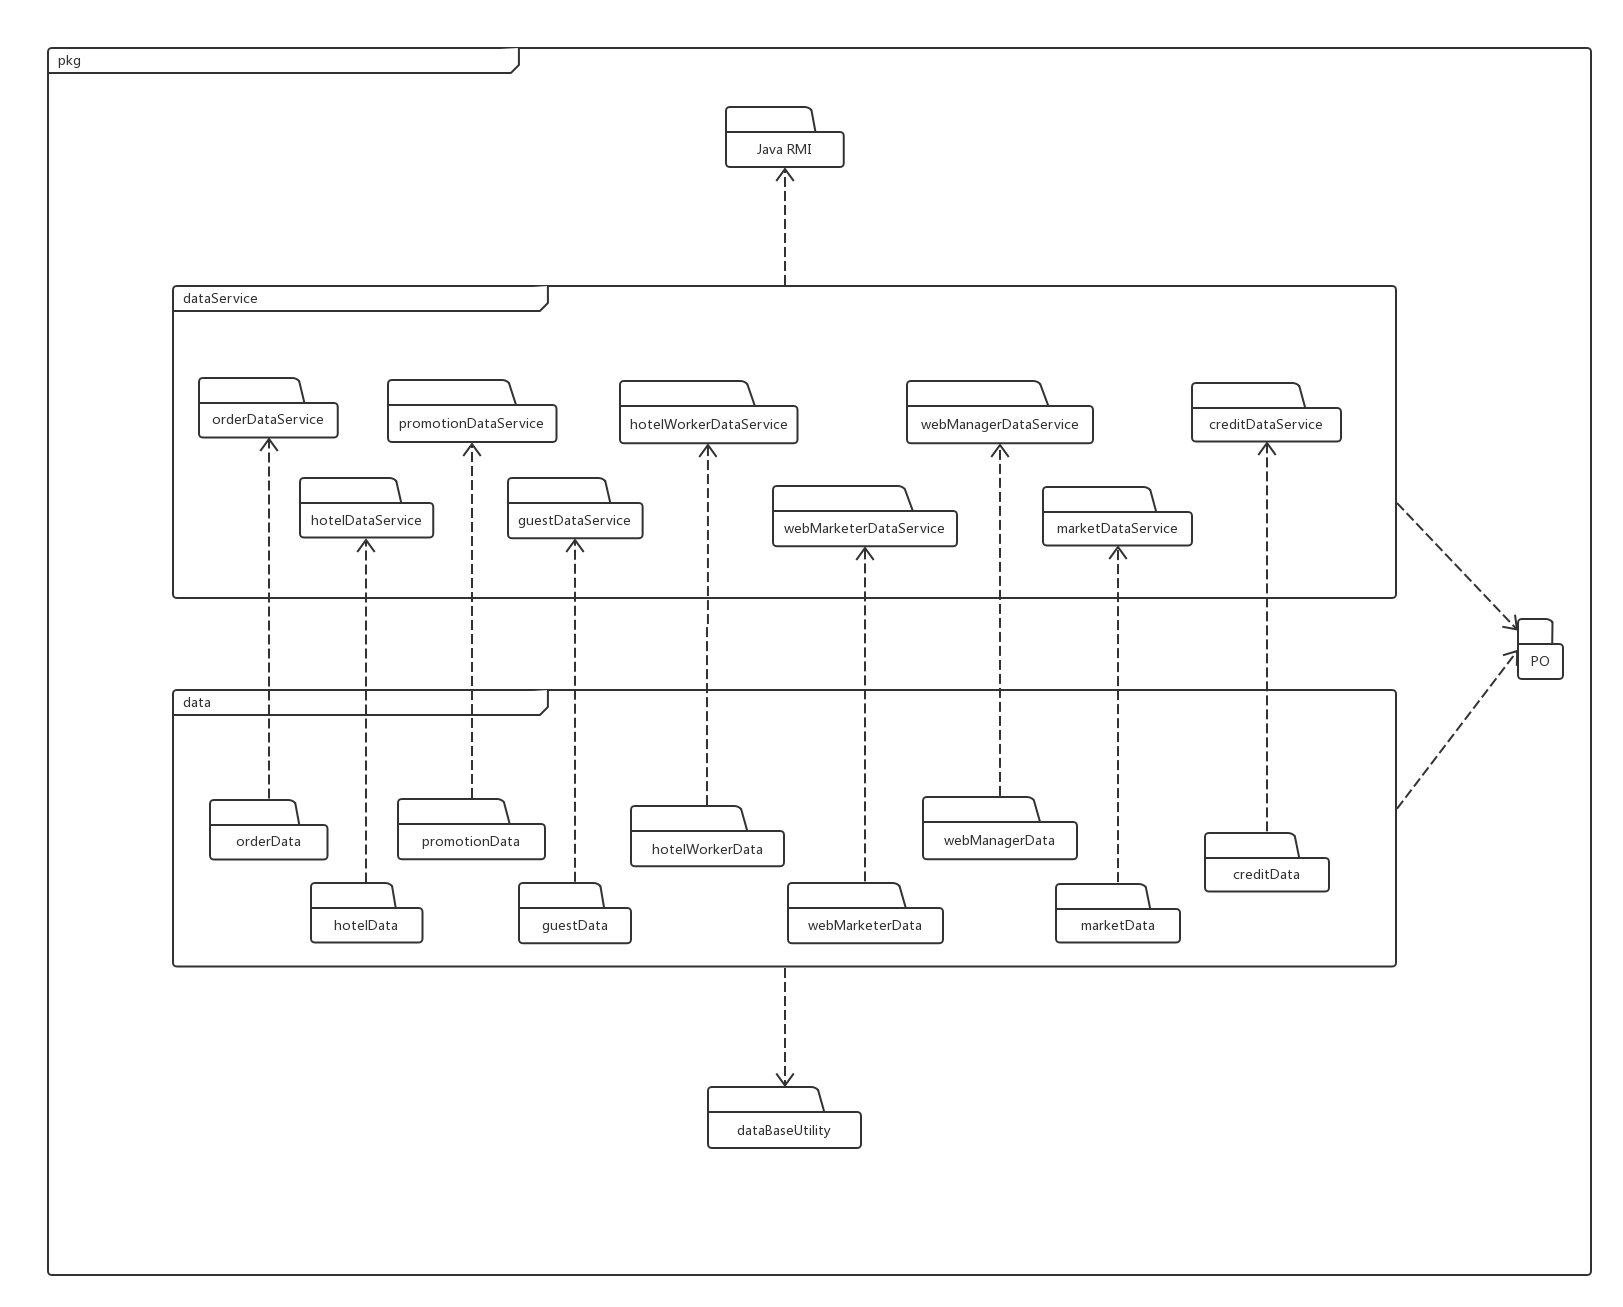 pkg
Java RMI
dataService
orderDataService
promotionDataService
hotelWorkerDataService
webManagerDataService
creditDataService
hotelDataService
guestDataService
webMarketerDataService
marketDataService
PO
data
orderData
promotionData
hotelWorkerData
webManagerData
creditData
hotelData
guestData
webMarketerData
marketData
dataBaseUtility